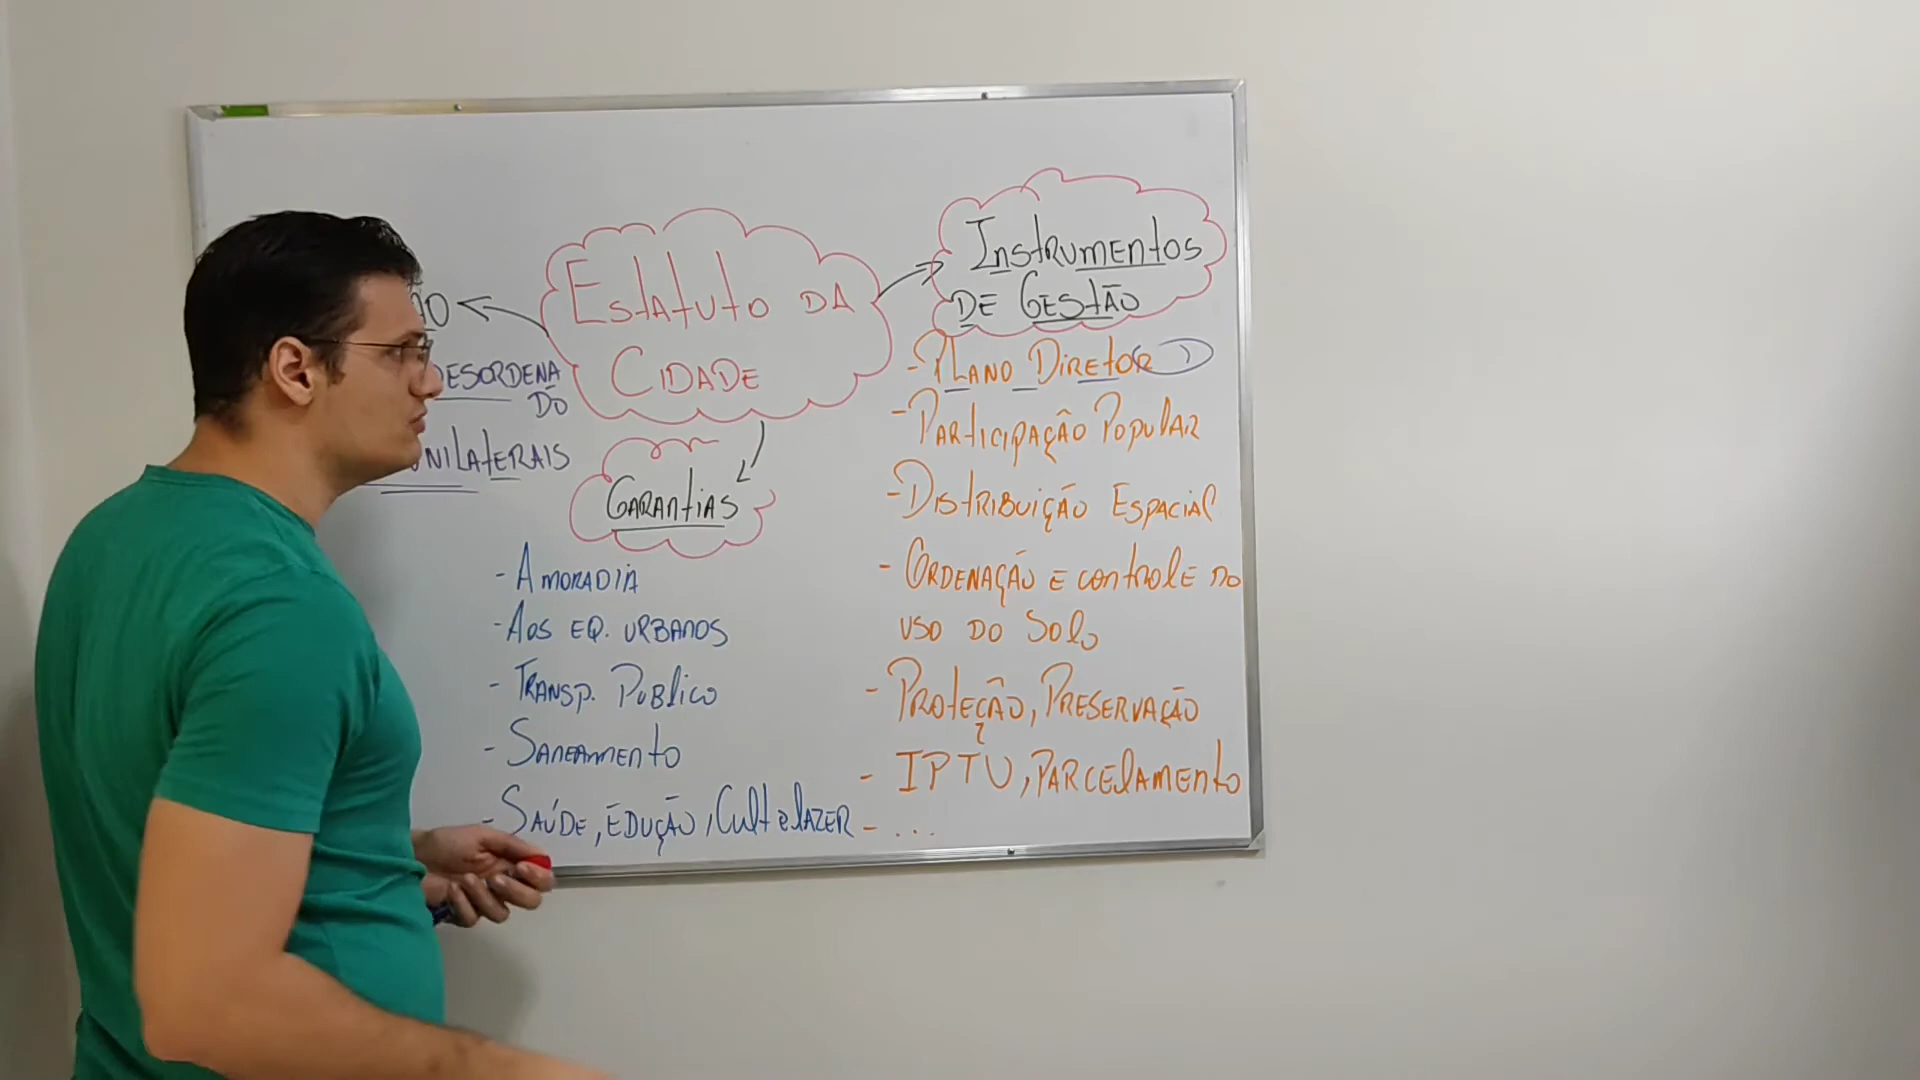 Estatuto da
Cidade
Desordena
do
unilaterais
Garantias
- A moradia
- Aos eq. urbanos
- Transp. Público
- Saneamento
- Saúde, Edução, Cult e lazer
Instrumentos
de Gestão
- Plano Diretor
- Participação Popular
- Distribuição Espacial
- Ordenação e controle do
uso do Solo
- Proteção, Preservação
- IPTU, Parcelamento
- ...